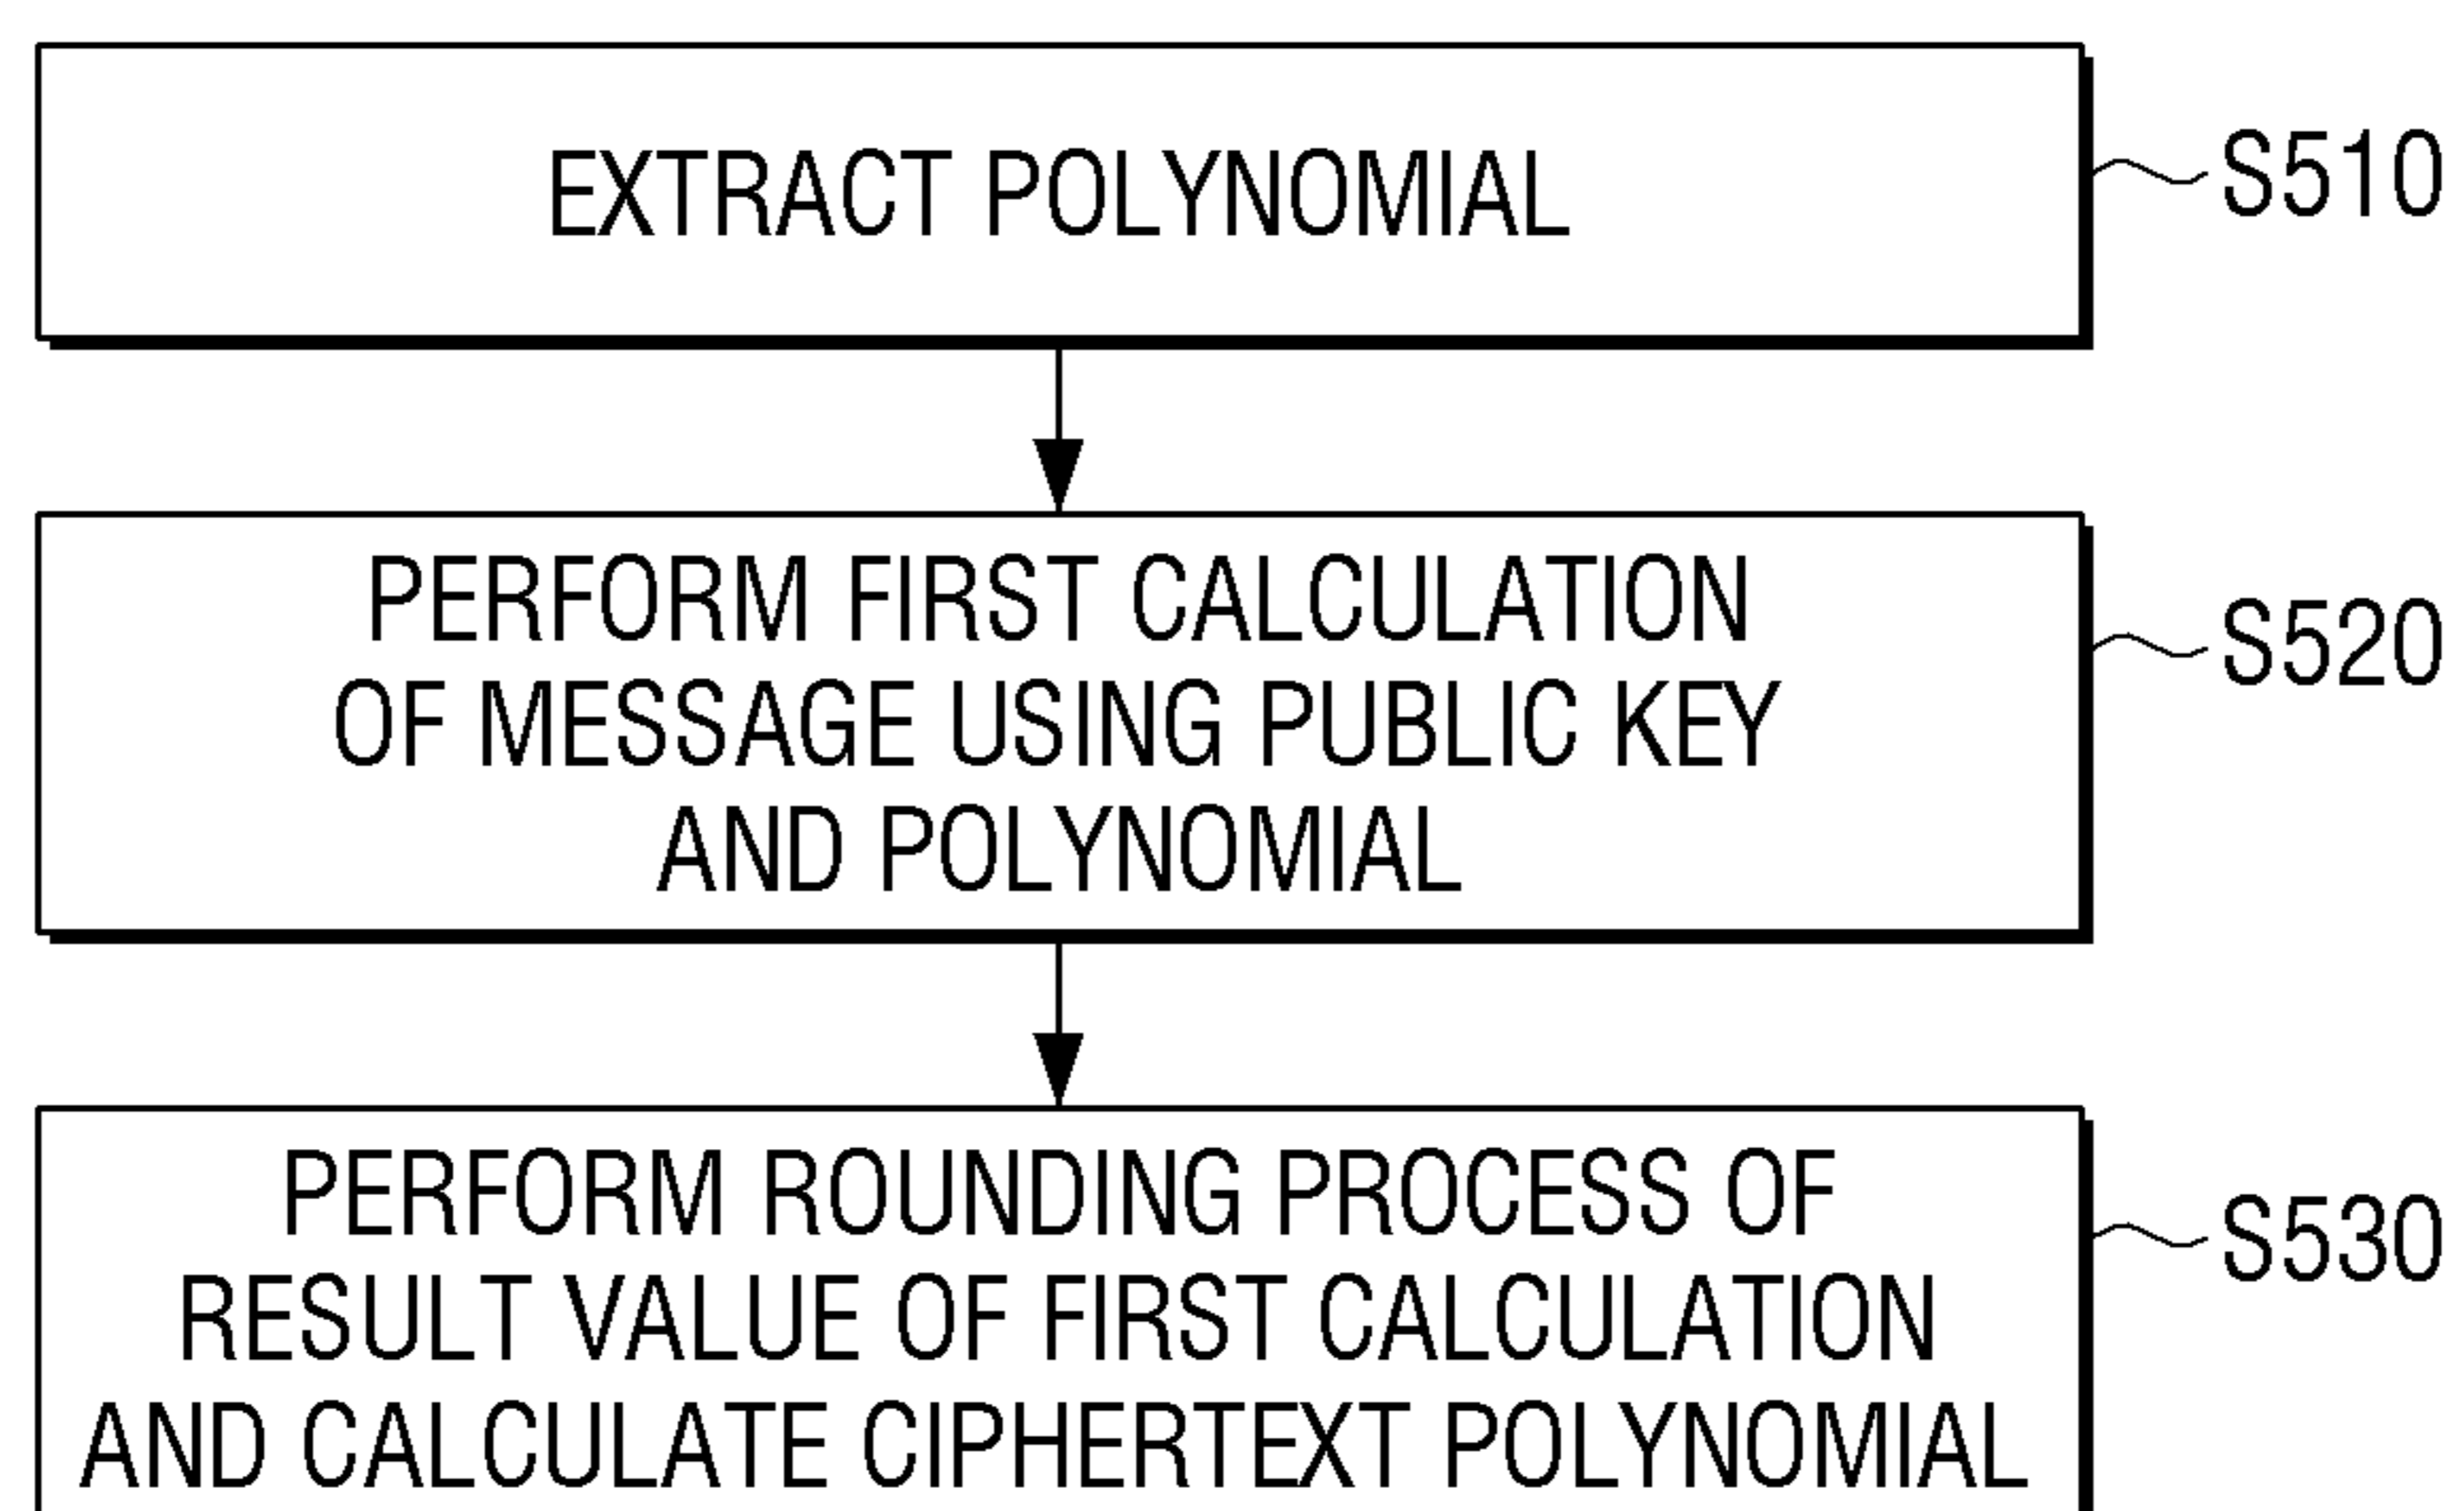 EXTRACT POLYNOMIAL
S510
PERFORM FIRST CALCULATION
OF MESSAGE USING PUBLIC KEY
AND POLYNOMIAL
S520
PERFORM ROUNDING PROCESS OF
RESULT VALUE OF FIRST CALCULATION
AND CALCULATE CIPHERTEXT POLYNOMIAL
S530